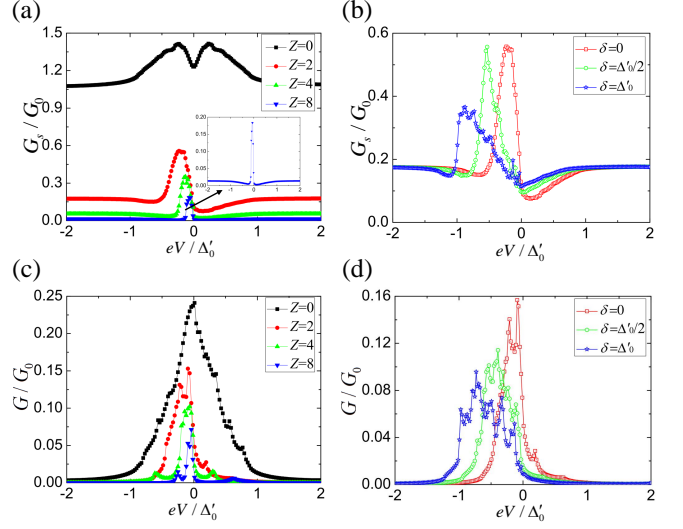 (a)
1.5
1.2
0.9
0.6
0.3
0.0
G_s / G_0
Z=0
Z=2
Z=4
Z=8
0.20
0.15
0.10
0.05
0.00
-2 -1 0 1 2
-2 -1 0 1 2
eV / Δ′_0
(b)
0.6
0.4
0.2
0.0
G_s / G_0
δ=0
δ=Δ′_0/2
δ=Δ′_0
-2 -1 0 1 2
eV / Δ′_0
(c)
0.25
0.20
0.15
0.10
0.05
0.00
G / G_0
Z=0
Z=2
Z=4
Z=8
-2 -1 0 1 2
eV / Δ′_0
(d)
0.16
0.12
0.08
0.04
0.00
G / G_0
δ=0
δ=Δ′_0/2
δ=Δ′_0
-2 -1 0 1 2
eV / Δ′_0